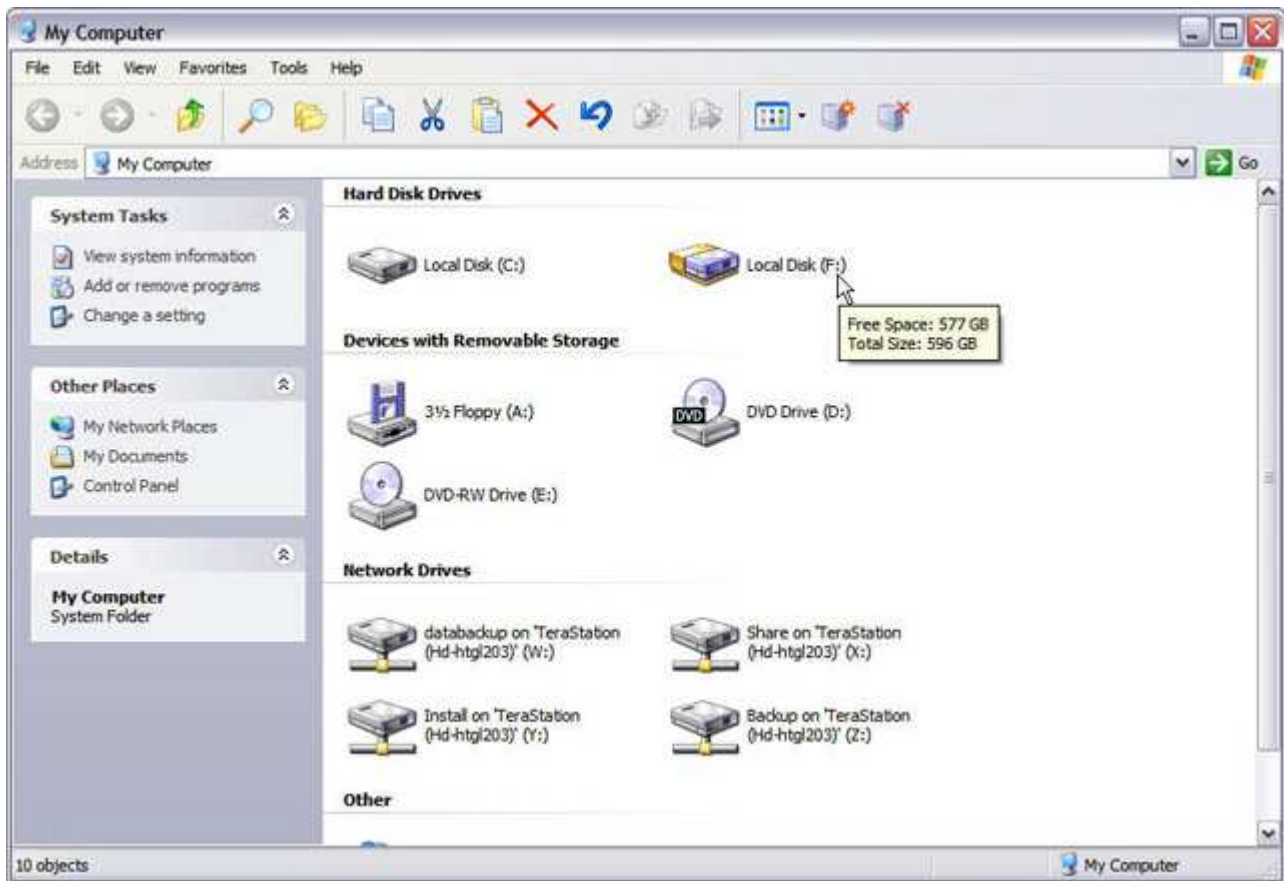 My Computer
File Edit View Favorites Tools Help
Address My Computer Go
System Tasks
View system information
Add or remove programs
Change a setting
Other Places
My Network Places
My Documents
Control Panel
Details
My Computer
System Folder
Hard Disk Drives
Local Disk (C:)
Local Disk (F:)
Free Space: 577 GB
Total Size: 596 GB
Devices with Removable Storage
3½ Floppy (A:)
DVD
DVD Drive (D:)
DVD-RW Drive (E:)
Network Drives
databackup on 'TeraStation
(Hd-htgl203)' (W:)
Share on 'TeraStation
(Hd-htgl203)' (X:)
Install on 'TeraStation
(Hd-htgl203)' (Y:)
Backup on 'TeraStation
(Hd-htgl203)' (Z:)
Other
10 objects
My Computer